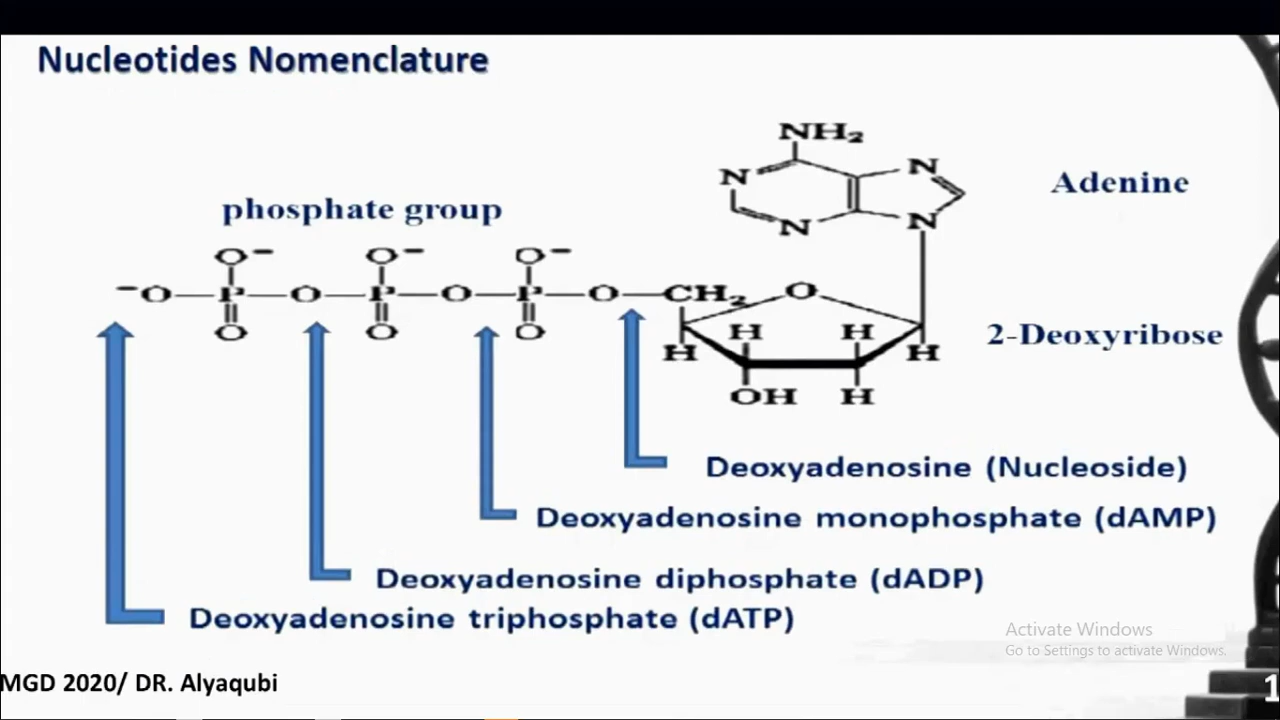 Nucleotides Nomenclature
NH₂
N
N
Adenine
phosphate group
N
N
O⁻
O⁻
O⁻
⁻O—P—O—P—O—P—O—CH₂
O
O
O
O
H
H
2-Deoxyribose
H
H
OH
H
Deoxyadenosine (Nucleoside)
Deoxyadenosine monophosphate (dAMP)
Deoxyadenosine diphosphate (dADP)
Deoxyadenosine triphosphate (dATP)
Activate Windows
Go to Settings to activate Windows.
MGD 2020/ DR. Alyaqubi
1